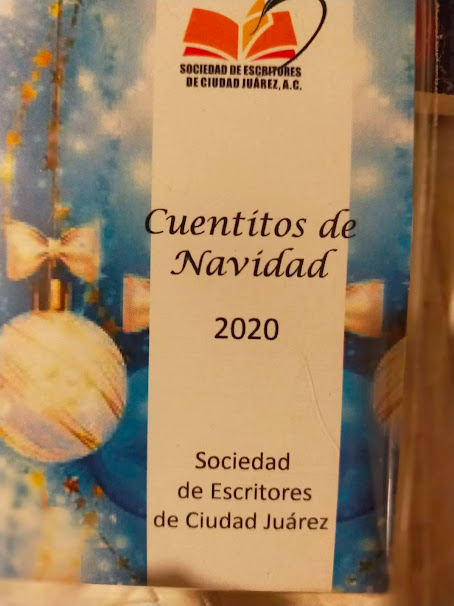 SOCIEDAD DE ESCRITORES
DE CIUDAD JUÁREZ, A.C.
Cuentitos de
Navidad
2020
Sociedad
de Escritores
de Ciudad Juárez